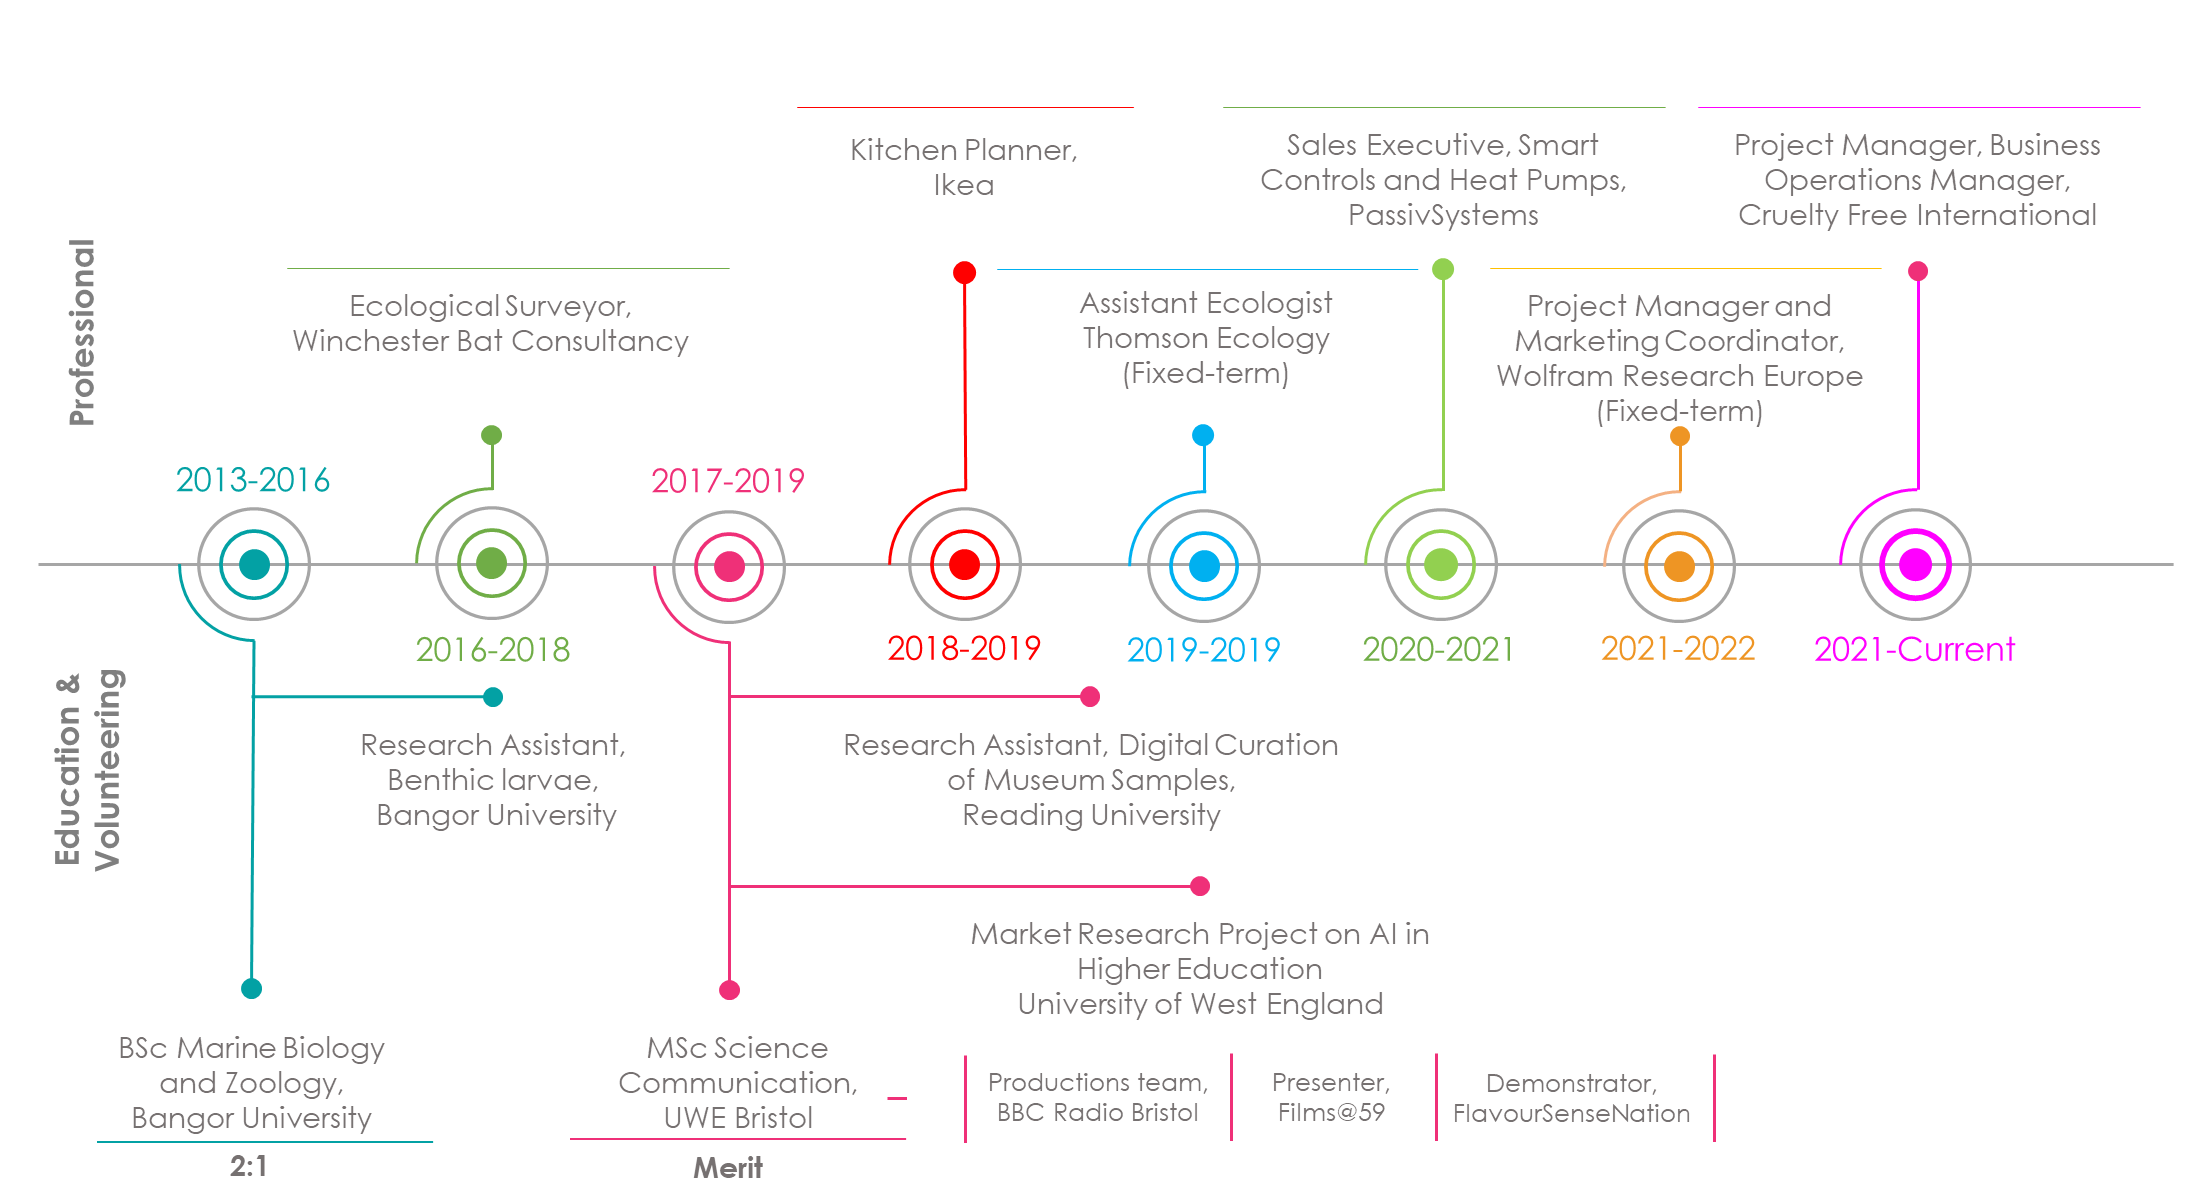 Professional
Kitchen Planner,
Ikea
Sales Executive, Smart
Controls and Heat Pumps,
PassivSystems
Project Manager, Business
Operations Manager,
Cruelty Free International
Ecological Surveyor,
Winchester Bat Consultancy
Assistant Ecologist
Thomson Ecology
(Fixed-term)
Project Manager and
Marketing Coordinator,
Wolfram Research Europe
(Fixed-term)
2013-2016
2016-2018
2017-2019
2018-2019
2019-2019
2020-2021
2021-2022
2021-Current
Education &
Volunteering
Research Assistant,
Benthic larvae,
Bangor University
Research Assistant, Digital Curation
of Museum Samples,
Reading University
Market Research Project on AI in
Higher Education
University of West England
BSc Marine Biology
and Zoology,
Bangor University
2:1
MSc Science
Communication,
UWE Bristol
Merit
Productions team,
BBC Radio Bristol
Presenter,
Films@59
Demonstrator,
FlavourSenseNation